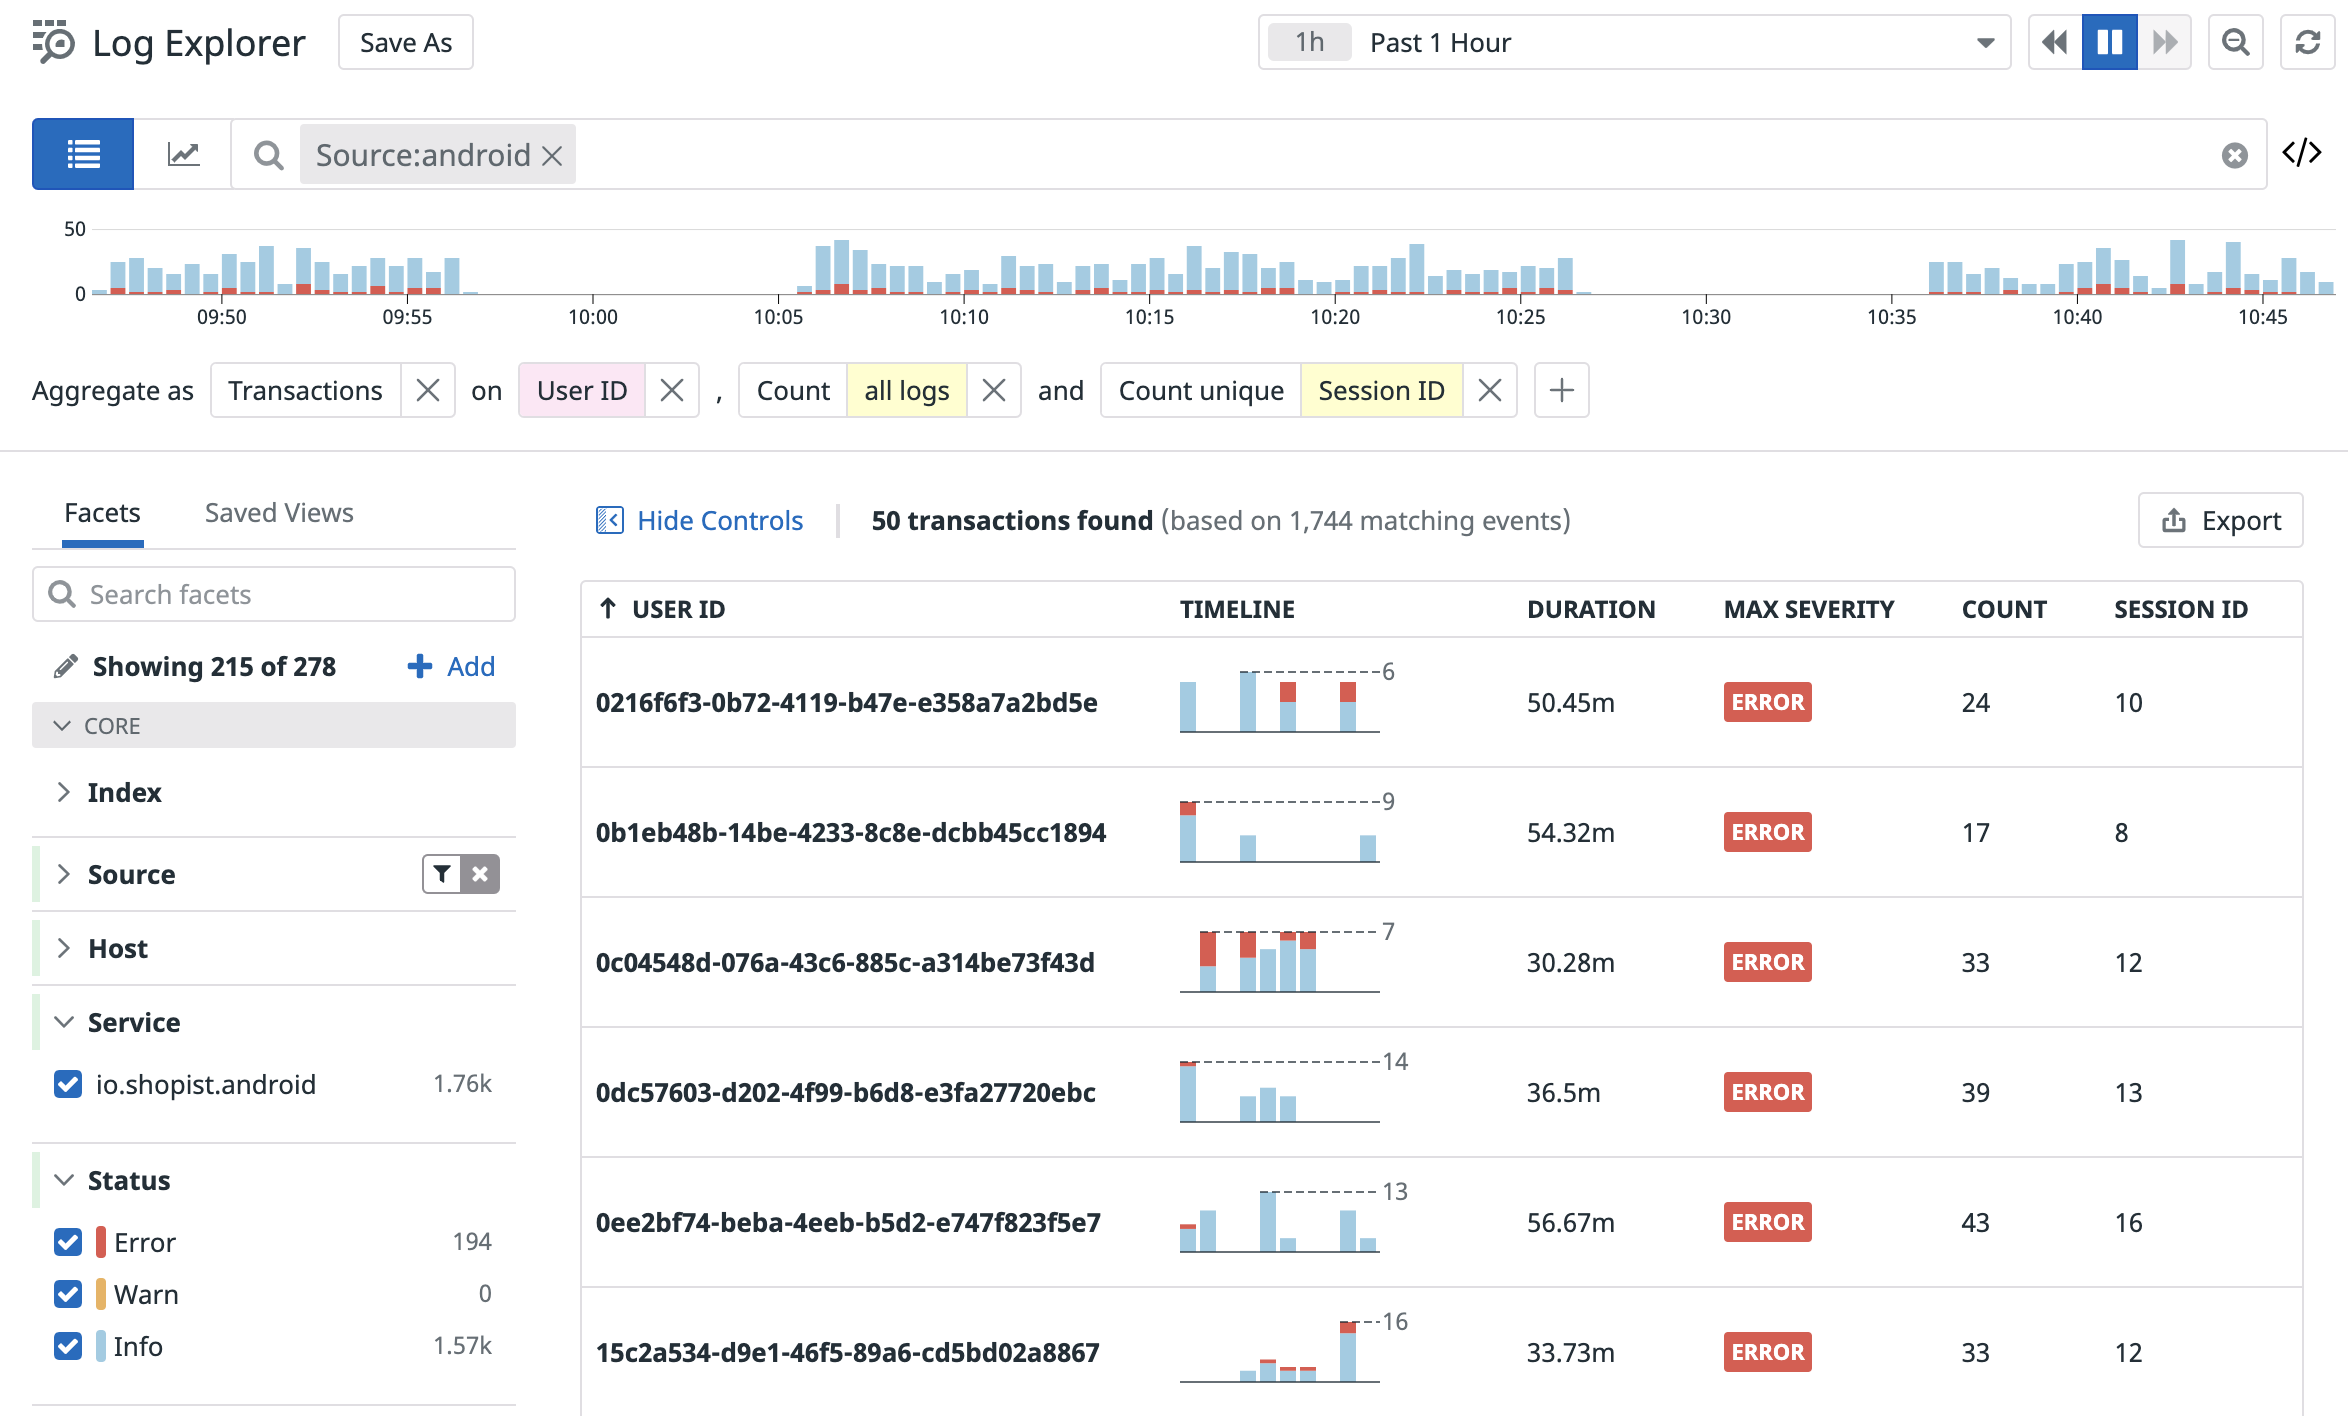 Log Explorer Save As 1h Past 1 Hour
Source:android </>
50
0
09:50 09:55 10:00 10:05 10:10 10:15 10:20 10:25 10:30 10:35 10:40 10:45
Aggregate as Transactions on User ID , Count all logs and Count unique Session ID
Facets Saved Views
Search facets
Showing 215 of 278 Add
CORE
Index
Source
Host
Service
io.shopist.android 1.76k
Status
Error 194
Warn 0
Info 1.57k
Hide Controls 50 transactions found (based on 1,744 matching events) Export
USER ID TIMELINE DURATION MAX SEVERITY COUNT SESSION ID
0216f6f3-0b72-4119-b47e-e358a7a2bd5e 6 50.45m ERROR 24 10
0b1eb48b-14be-4233-8c8e-dcbb45cc1894 9 54.32m ERROR 17 8
0c04548d-076a-43c6-885c-a314be73f43d 7 30.28m ERROR 33 12
0dc57603-d202-4f99-b6d8-e3fa27720ebc 14 36.5m ERROR 39 13
0ee2bf74-beba-4eeb-b5d2-e747f823f5e7 13 56.67m ERROR 43 16
15c2a534-d9e1-46f5-89a6-cd5bd02a8867 16 33.73m ERROR 33 12